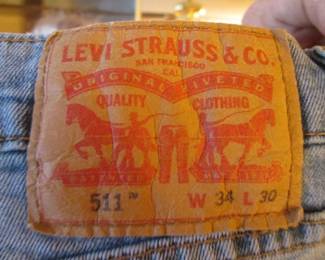 LEVI STRAUSS & CO.
SAN FRANCISCO
CAL.
ORIGINAL RIVETED
QUALITY CLOTHING
511™ W 34 L 30